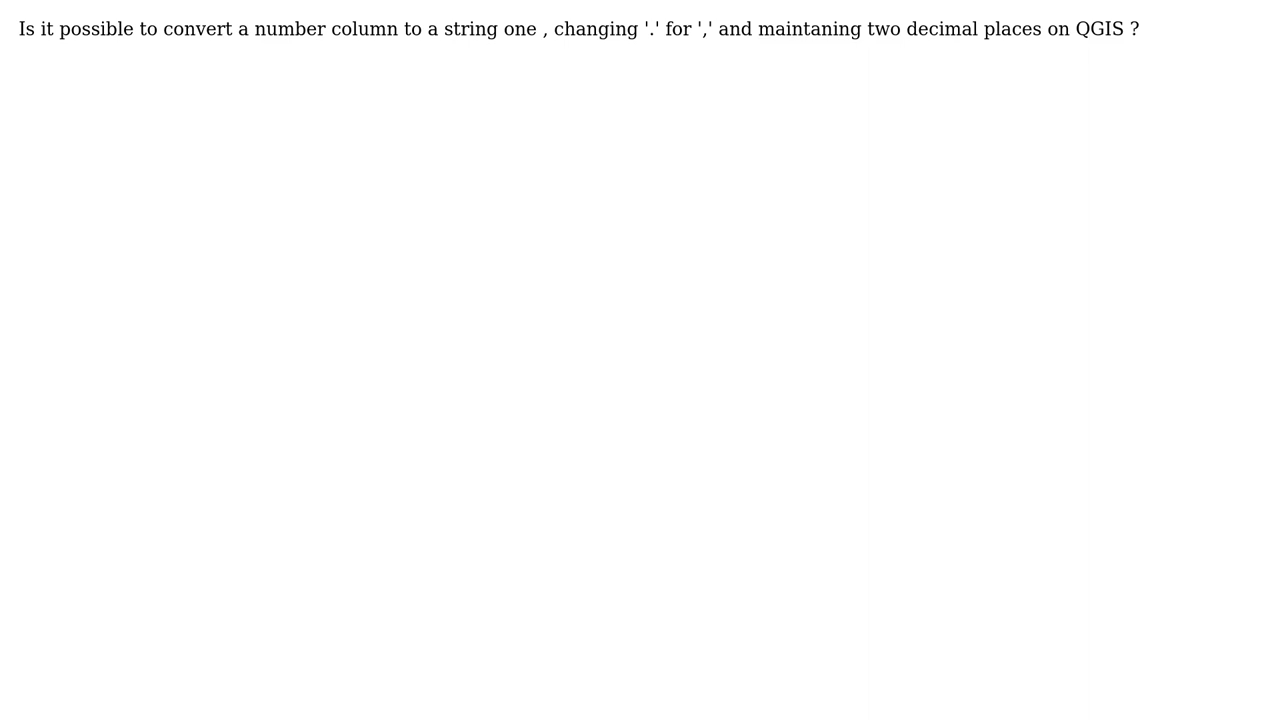 Is it possible to convert a number column to a string one , changing '.' for ',' and maintaning two decimal places on QGIS ?